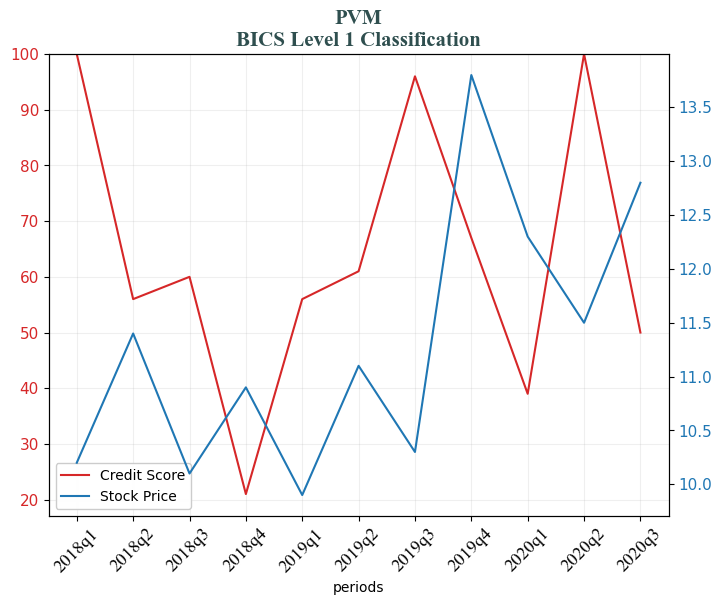 PVM
BICS Level 1 Classification
100
90
80
70
60
50
40
30
20
13.5
13.0
12.5
12.0
11.5
11.0
10.5
10.0
Credit Score
Stock Price
2018q1
2018q2
2018q3
2018q4
2019q1
2019q2
2019q3
2019q4
2020q1
2020q2
2020q3
periods